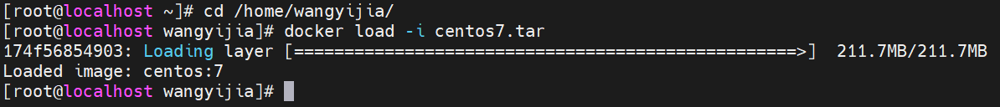 [root@localhost ~]# cd /home/wangyijia/
[root@localhost wangyijia]# docker load -i centos7.tar
174f56854903: Loading layer [==================================================>]  211.7MB/211.7MB
Loaded image: centos:7
[root@localhost wangyijia]#